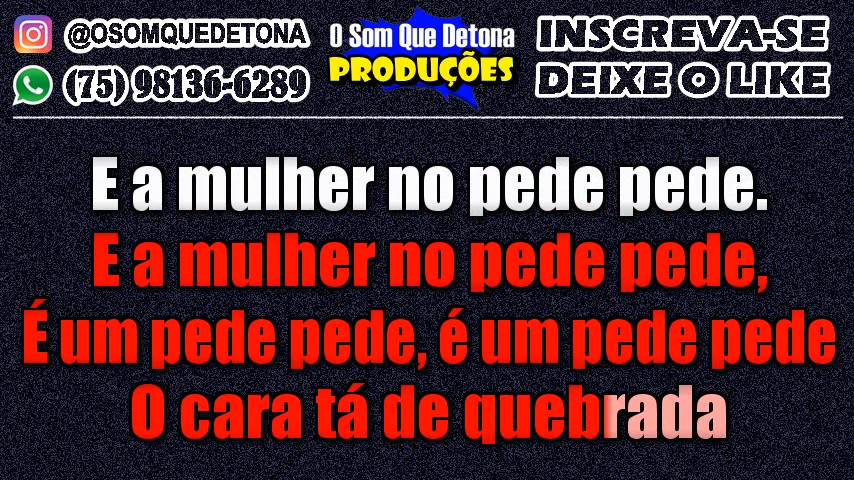 @OSOMQUEDETONA
(75) 98136-6289
O Som Que Detona
PRODUÇÕES
INSCREVA-SE
DEIXE O LIKE
E a mulher no pede pede.
E a mulher no pede pede,
É um pede pede, é um pede pede
O cara tá de quebrada